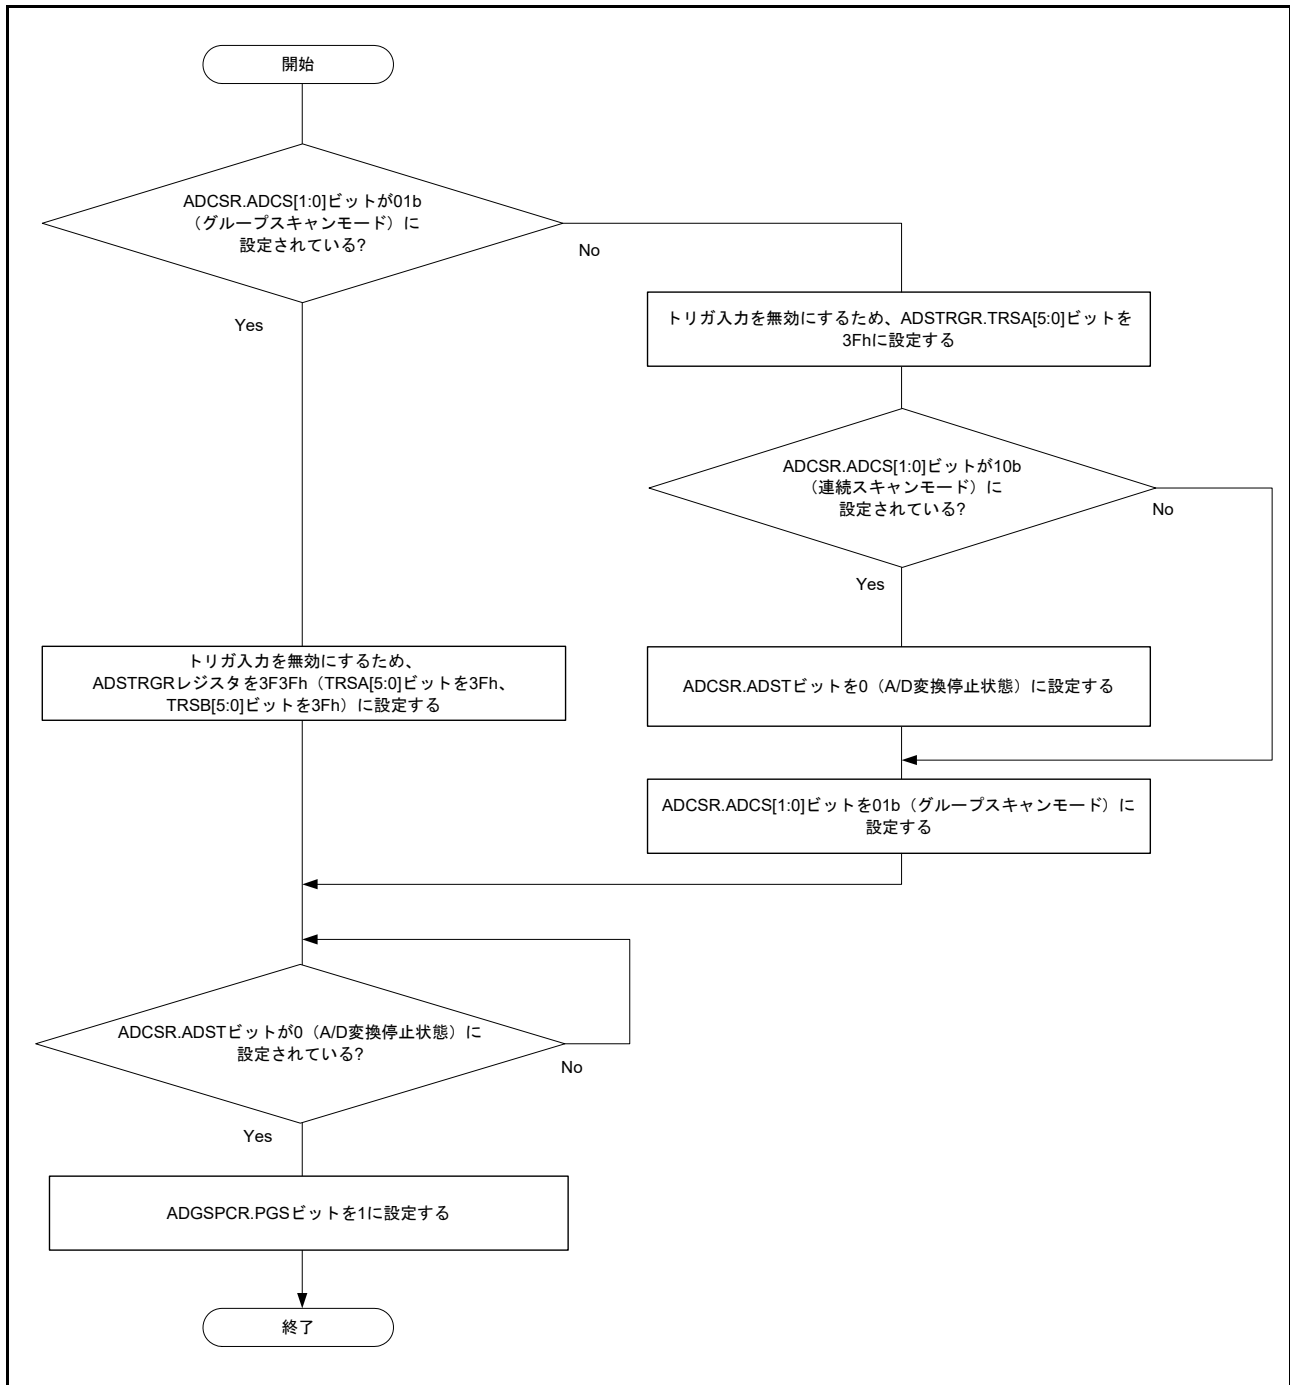 開始
ADCSR.ADCS[1:0]ビットが01b
（グループスキャンモード）に
設定されている?
No
Yes
トリガ入力を無効にするため、ADSTRGR.TRSA[5:0]ビットを
3Fhに設定する
ADCSR.ADCS[1:0]ビットが10b
（連続スキャンモード）に
設定されている?
No
Yes
トリガ入力を無効にするため、
ADSTRGRレジスタを3F3Fh（TRSA[5:0]ビットを3Fh、
TRSB[5:0]ビットを3Fh）に設定する
ADCSR.ADSTビットを0（A/D変換停止状態）に設定する
ADCSR.ADCS[1:0]ビットを01b（グループスキャンモード）に
設定する
ADCSR.ADSTビットが0（A/D変換停止状態）に
設定されている?
No
Yes
ADGSPCR.PGSビットを1に設定する
終了